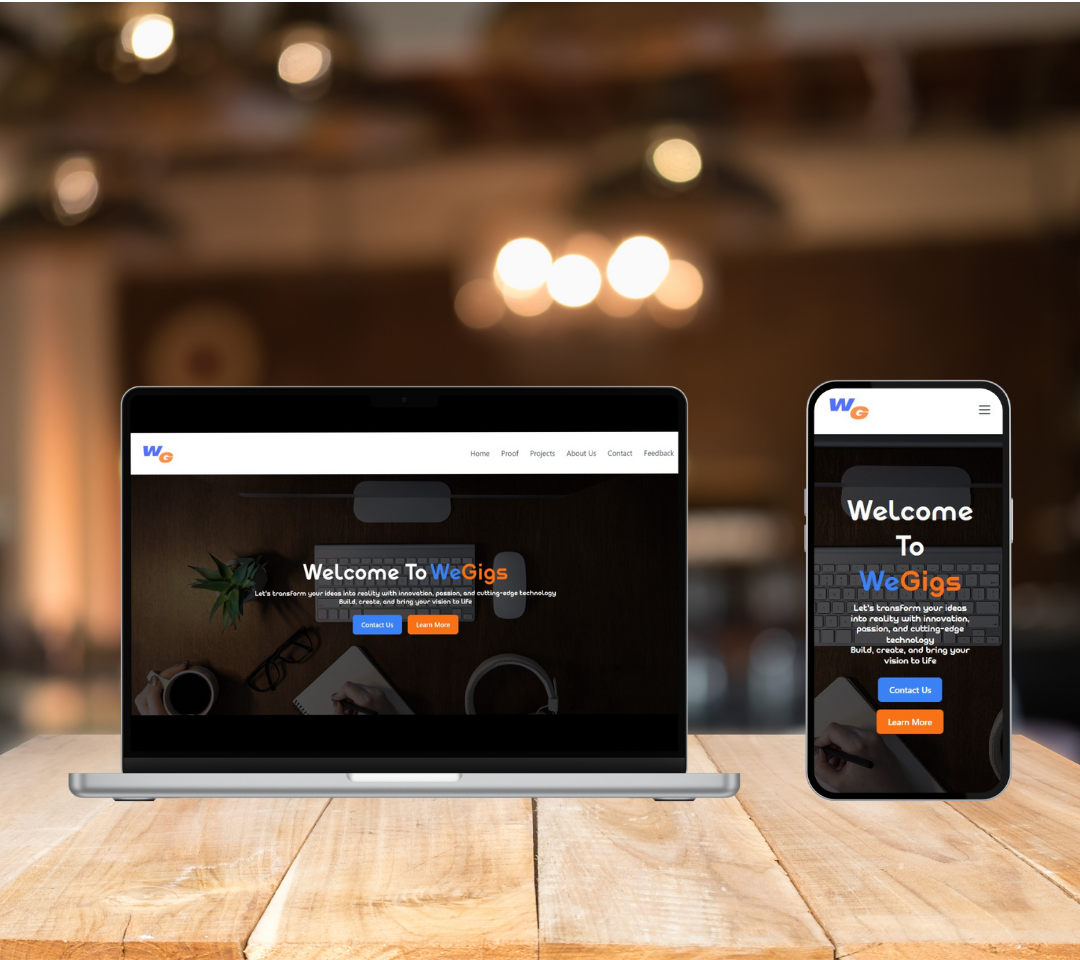 WG
Home Proof Projects About Us Contact Feedback
Welcome To WeGigs
Let's transform your ideas into reality with innovation, passion, and cutting-edge technology
Build, create, and bring your vision to life
Contact Us Learn More
WG
Welcome
To
WeGigs
Let's transform your ideas
into reality with innovation,
passion, and cutting-edge
technology
Build, create, and bring your
vision to life
Contact Us
Learn More